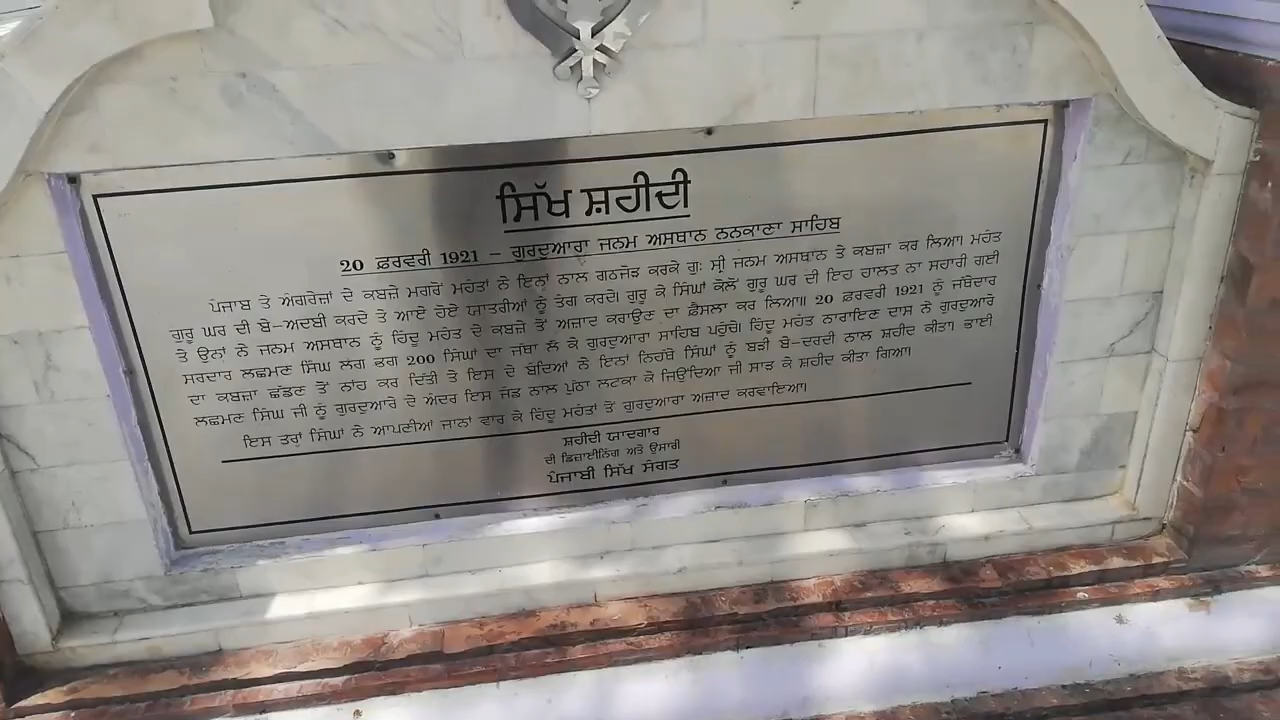 ਸਿੱਖ ਸ਼ਹੀਦੀ
20 ਫ਼ਰਵਰੀ 1921 – ਗੁਰਦੁਆਰਾ ਜਨਮ ਅਸਥਾਨ ਨਨਕਾਣਾ ਸਾਹਿਬ
ਪੰਜਾਬ ਤੇ ਅੰਗਰੇਜ਼ਾਂ ਦੇ ਕਬਜ਼ੇ ਮਗਰੋਂ ਮਹੰਤਾਂ ਨੇ ਇਨ੍ਹਾਂ ਨਾਲ ਗਠਜੋੜ ਕਰਕੇ ਗੁ: ਸ੍ਰੀ ਜਨਮ ਅਸਥਾਨ ਤੇ ਕਬਜ਼ਾ ਕਰ ਲਿਆ। ਮਹੰਤ
ਗੁਰੂ ਘਰ ਦੀ ਬੇ-ਅਦਬੀ ਕਰਦੇ ਤੇ ਆਏ ਹੋਏ ਯਾਤਰੀਆਂ ਨੂੰ ਤੰਗ ਕਰਦੇ। ਗੁਰੂ ਕੇ ਸਿੰਘਾਂ ਕੋਲੋਂ ਗੁਰੂ ਘਰ ਦੀ ਇਹ ਹਾਲਤ ਨਾ ਸਹਾਰੀ ਗਈ
ਤੇ ਉਨਾਂ ਨੇ ਜਨਮ ਅਸਥਾਨ ਨੂੰ ਹਿੰਦੂ ਮਹੰਤ ਦੇ ਕਬਜ਼ੇ ਤੋਂ ਅਜ਼ਾਦ ਕਰਾਉਣ ਦਾ ਫ਼ੈਸਲਾ ਕਰ ਲਿਆ॥ 20 ਫ਼ਰਵਰੀ 1921 ਨੂੰ ਜਥੇਦਾਰ
ਸਰਦਾਰ ਲਛਮਣ ਸਿੰਘ ਲਗ ਭਗ 200 ਸਿੰਘਾਂ ਦਾ ਜੱਥਾ ਲੈ ਕੇ ਗੁਰਦੁਆਰਾ ਸਾਹਿਬ ਪਹੁੰਚੇ। ਹਿੰਦੂ ਮਹੰਤ ਨਾਰਾਇਣ ਦਾਸ ਨੇ ਗੁਰਦੁਆਰੇ
ਦਾ ਕਬਜ਼ਾ ਛੱਡਣ ਤੋਂ ਨਾਂਹ ਕਰ ਦਿੱਤੀ ਤੇ ਇਸ ਦੇ ਬੰਦਿਆਂ ਨੇ ਇਨਾਂ ਨਿਹੱਥੇ ਸਿੰਘਾਂ ਨੂੰ ਬੜੀ ਬੇ-ਦਰਦੀ ਨਾਲ ਸ਼ਹੀਦ ਕੀਤਾ। ਭਾਈ
ਲਛਮਣ ਸਿੰਘ ਜੀ ਨੂੰ ਗੁਰਦੁਆਰੇ ਦੇ ਅੰਦਰ ਇਸ ਜੰਡ ਨਾਲ ਪੁੱਠਾ ਲਟਕਾ ਕੇ ਜਿਉਂਦਿਆ ਜੀ ਸਾੜ ਕੇ ਸ਼ਹੀਦ ਕੀਤਾ ਗਿਆ।
ਇਸ ਤਰ੍ਹਾਂ ਸਿੰਘਾਂ ਨੇ ਆਪਣੀਆਂ ਜਾਨਾਂ ਵਾਰ ਕੇ ਹਿੰਦੂ ਮਹੰਤਾਂ ਤੋਂ ਗੁਰਦੁਆਰਾ ਅਜ਼ਾਦ ਕਰਵਾਇਆ।
ਸ਼ਹੀਦੀ ਯਾਦਗਾਰ
ਦੀ ਡਿਜ਼ਾਈਨਿੰਗ ਅਤੇ ਉਸਾਰੀ
ਪੰਜਾਬੀ ਸਿੱਖ ਸੰਗਤ